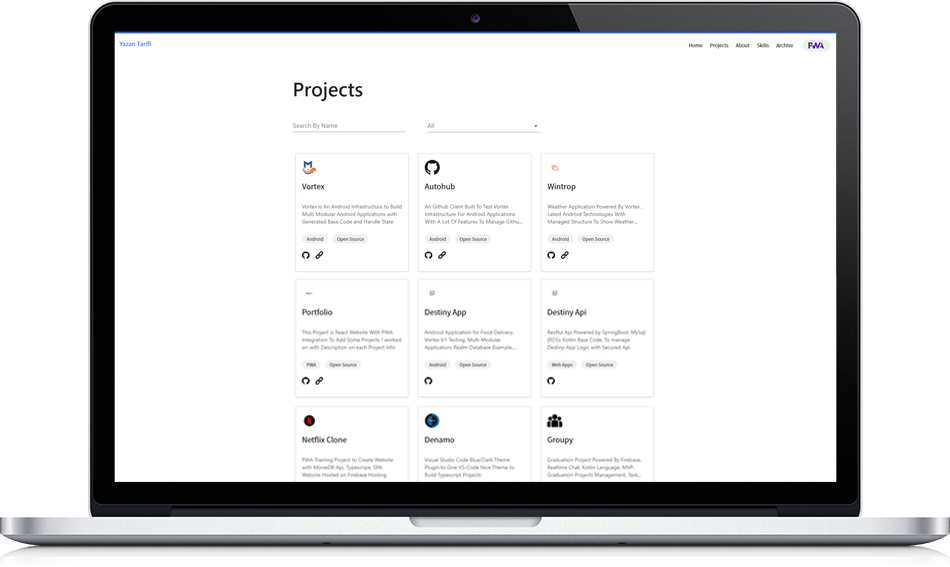 Yazan Tarifi
Home Projects About Skills Archive PWA
Projects
Search By Name All
Vortex
Vortex is An Android Infrastructure to Build
Multi Modular Android Applications with
Generated Base Code and Handle State
Android Open Source
Autohub
An Github Client Built To Test Vortex
Infrastructure For Android Applications
With A Lot Of Features To Manage Githu...
Android Open Source
Wintrop
Weather Application Powered By Vortex..
Latest Android Technologies With
Managed Structure To Show Weather...
Android Open Source
Portfolio
This Project is React Website With PWA
Integration To Add Some Projects I worked
on with Description on each Project Info
PWA Open Source
Destiny App
Android Application for Food Delivery,
Vortex V1 Testing, Multi Modular
Application, Realm Database Example,...
Android Open Source
Destiny Api
Restful Api Powered by SpringBoot, MySql
(RDS), Kotlin Base Code, To manage
Destiny App Logic with Secured Api
Web Apps Open Source
Netflix Clone
PWA Training Project to Create Website
with MovieDB Api, Typescripe, SPA
Website Hosted on Firebase Hosting
Denamo
Visual Studio Code Blue/Dark Theme
Plugin to Give VS-Code Nice Theme to
Build Typescript Projects
Groupy
Graduation Project Powered By Firebase,
Realtime Chat, Kotlin Language, MVP,
Graduation Projects Management, Task...